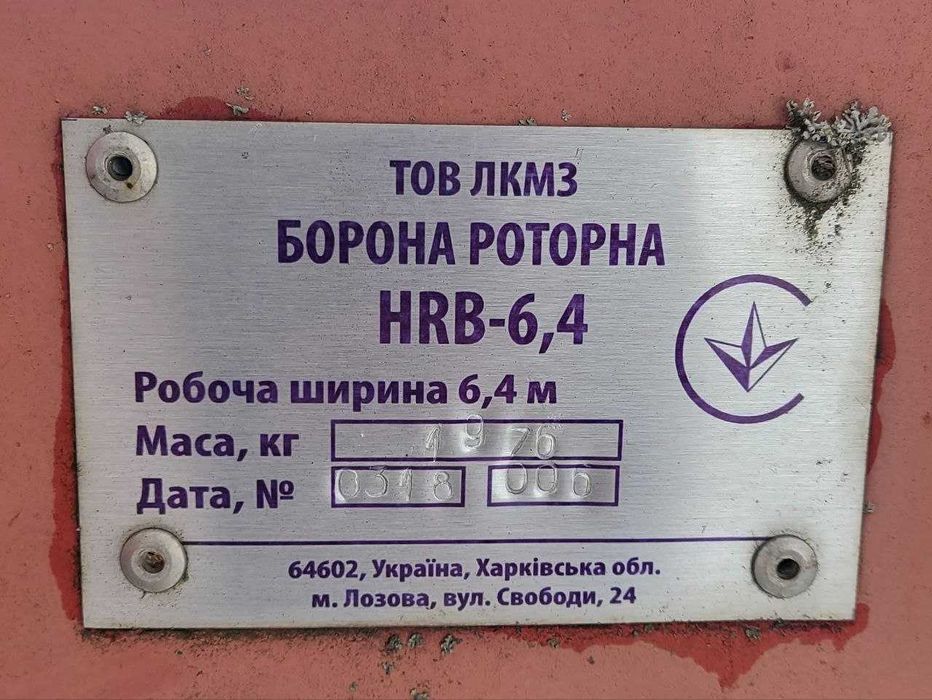 ТОВ ЛКМЗ
БОРОНА РОТОРНА
HRB-6,4
Робоча ширина 6,4 м
Маса, кг 1976
Дата, № 0318 006
64602, Україна, Харківська обл.
м. Лозова, вул. Свободи, 24